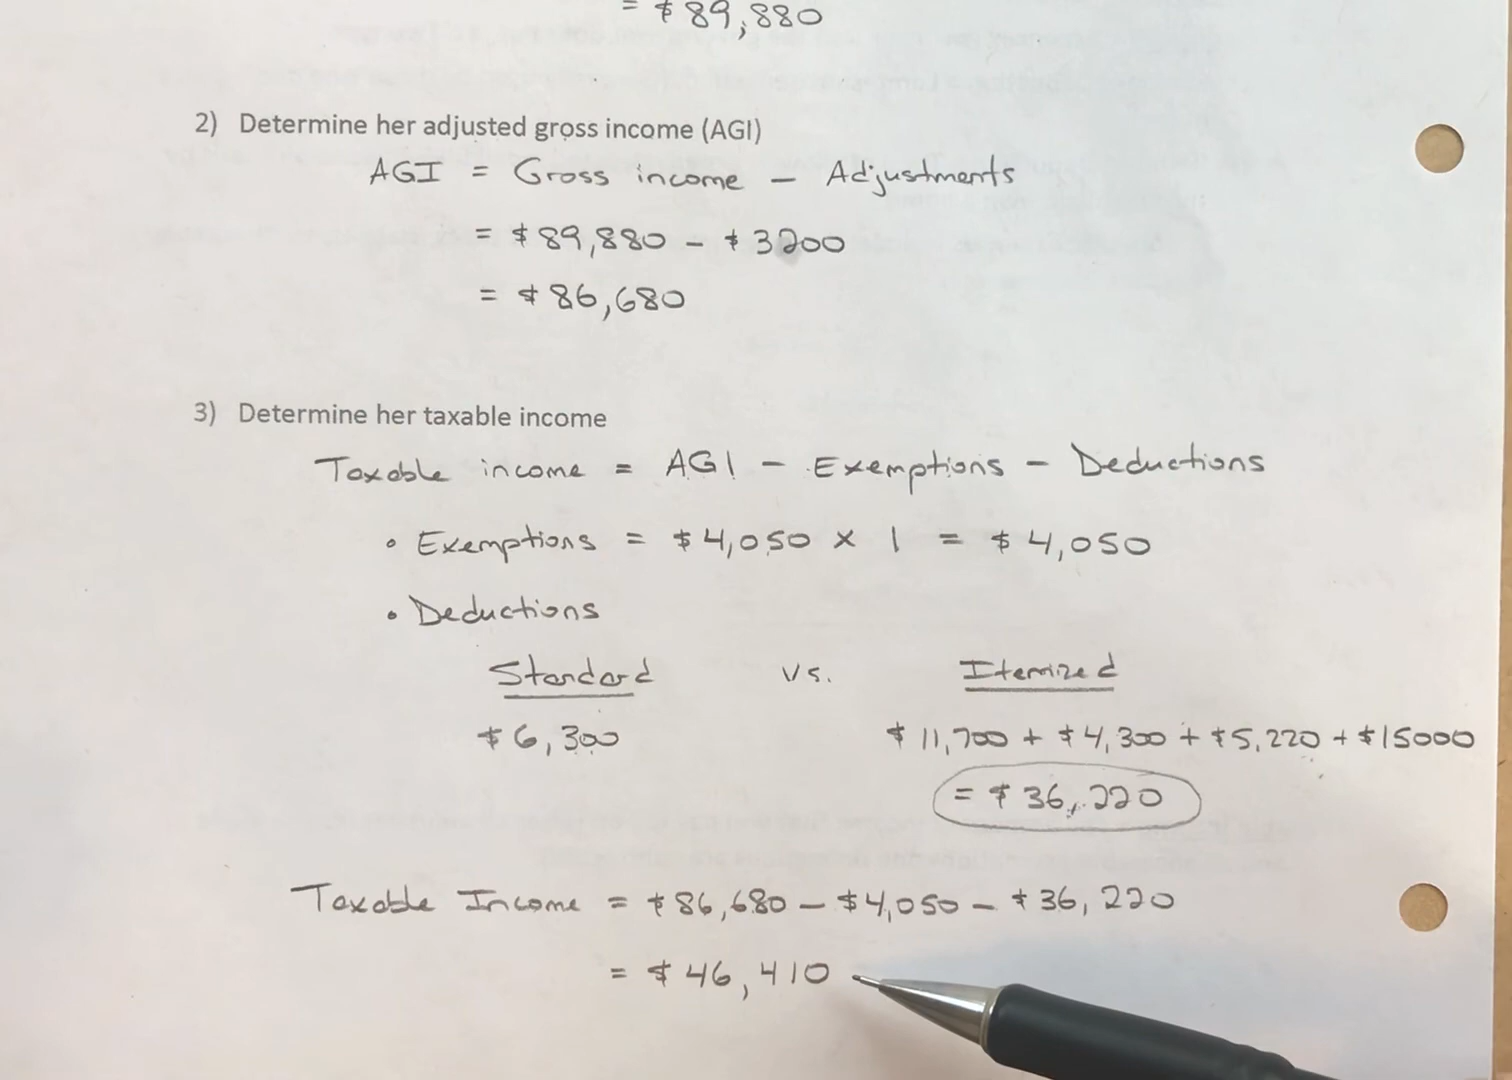 = $89,880
2) Determine her adjusted gross income (AGI)
AGI = Gross income - Adjustments
= $89,880 - $3200
= $86,680
3) Determine her taxable income
Taxable income = AGI - Exemptions - Deductions
• Exemptions = $4,050 x 1 = $4,050
• Deductions
Standard vs. Itemized
$6,300 $11,700 + $4,300 + $5,220 + $15000
= $36,220
Taxable Income = $86,680 - $4,050 - $36,220
= $46,410